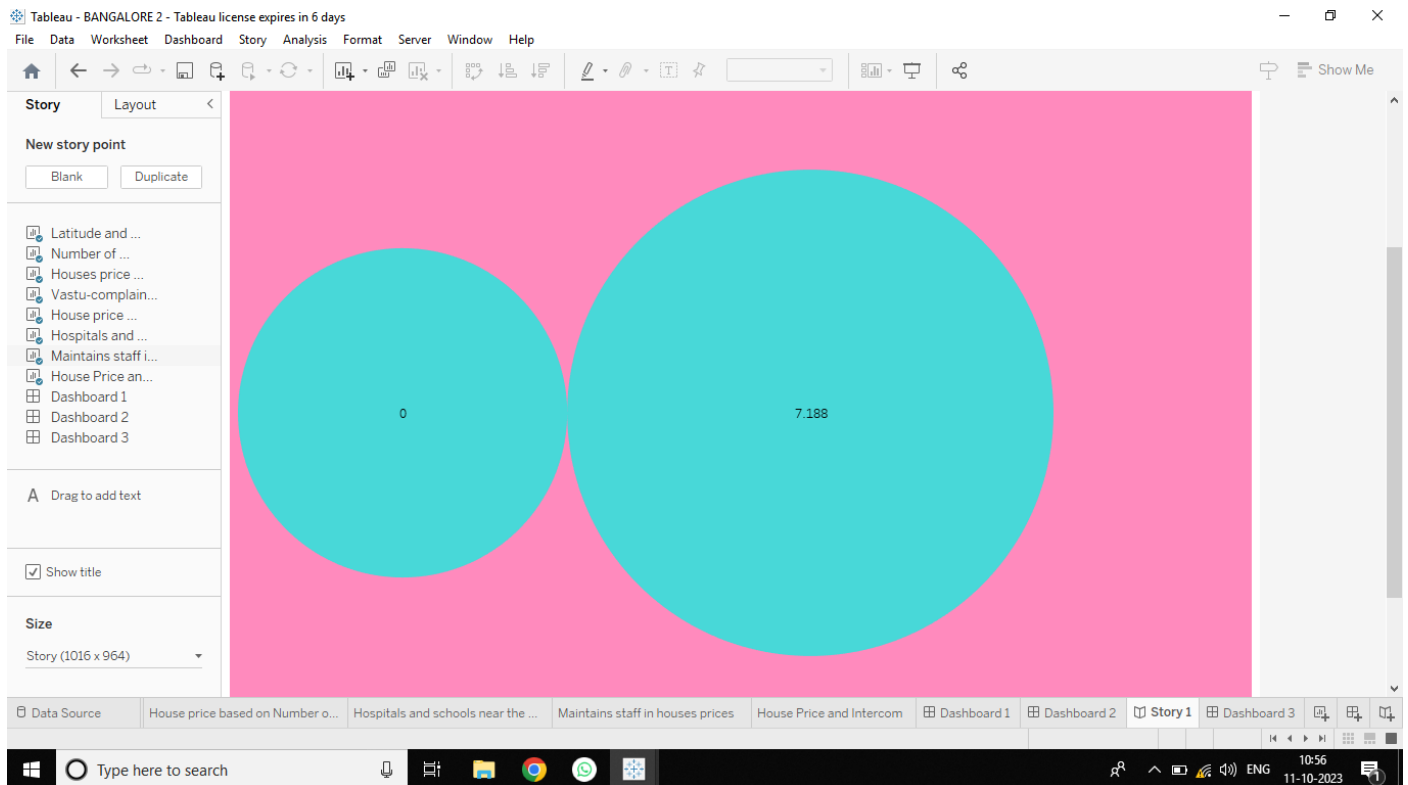 Tableau - BANGALORE 2 - Tableau license expires in 6 days
File Data Worksheet Dashboard Story Analysis Format Server Window Help
Show Me
Story Layout
New story point
Blank Duplicate
Latitude and ...
Number of ...
Houses price ...
Vastu-complain...
House price ...
Hospitals and ...
Maintains staff i...
House Price an...
Dashboard 1
Dashboard 2
Dashboard 3
0
7.188
A Drag to add text
Show title
Size
Story (1016 x 964)
Data Source House price based on Number o... Hospitals and schools near the ... Maintains staff in houses prices House Price and Intercom Dashboard 1 Dashboard 2 Story 1 Dashboard 3
Type here to search
ENG
10:56
11-10-2023
1